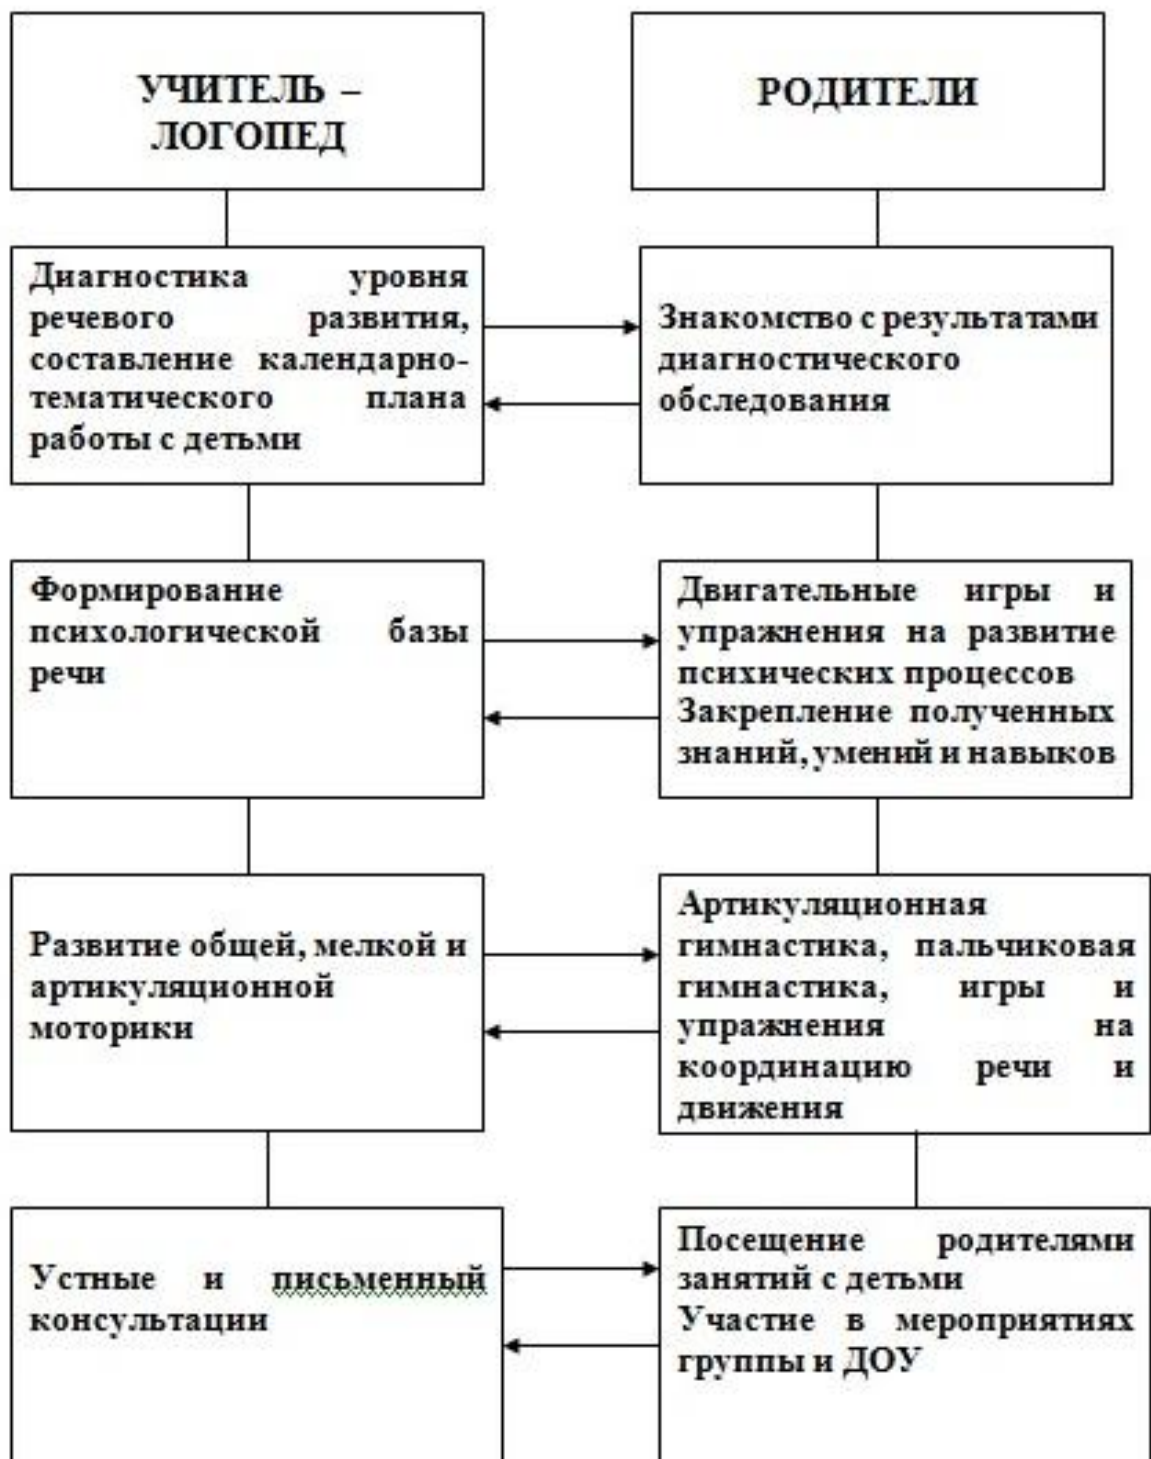 УЧИТЕЛЬ –
ЛОГОПЕД
РОДИТЕЛИ
Диагностика уровня
речевого развития,
составление календарно-
тематического плана
работы с детьми
Знакомство с результатами
диагностического
обследования
Формирование
психологической базы
речи
Двигательные игры и
упражнения на развитие
психических процессов
Закрепление полученных
знаний, умений и навыков
Развитие общей, мелкой и
артикуляционной
моторики
Артикуляционная
гимнастика, пальчиковая
гимнастика, игры и
упражнения на
координацию речи и
движения
Устные и письменный
консультации
Посещение родителями
занятий с детьми
Участие в мероприятиях
группы и ДОУ